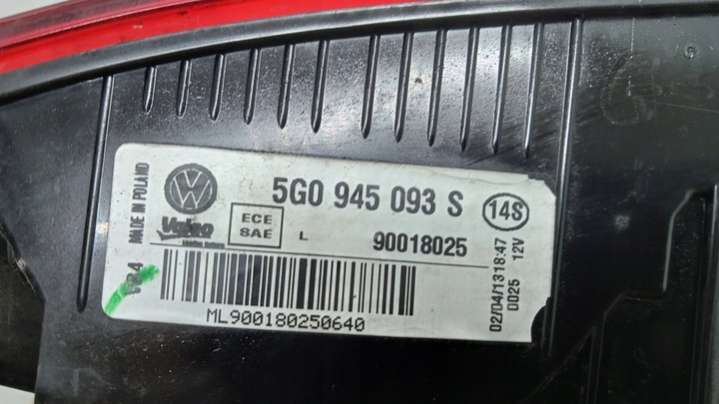 MADE IN POLAND
5G0 945 093 S
14S
Valeo
ECE
SAE
L
90018025
02/04/13 18:47
0025 12V
ML900180250640